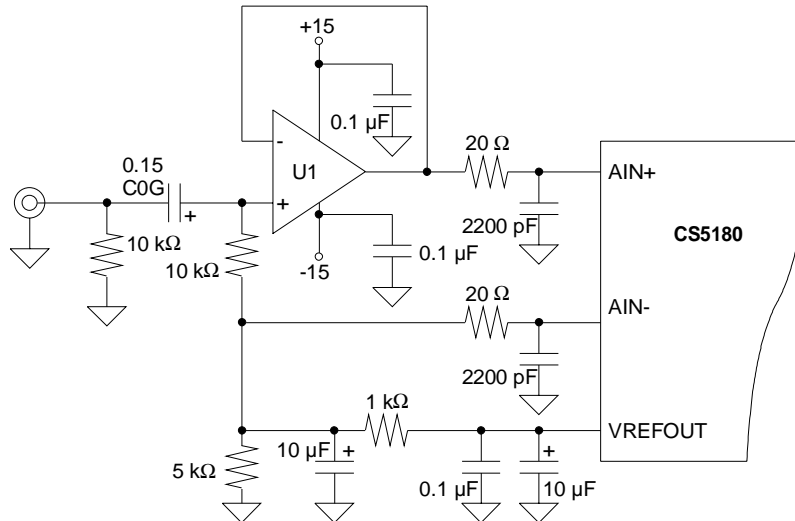 +15
0.1 µF
-
U1
20 Ω
AIN+
0.15
C0G
+
+
2200 pF
CS5180
10 kΩ
10 kΩ
-15
0.1 µF
20 Ω
AIN-
2200 pF
1 kΩ
VREFOUT
5 kΩ
10 µF
+
0.1 µF
+
10 µF